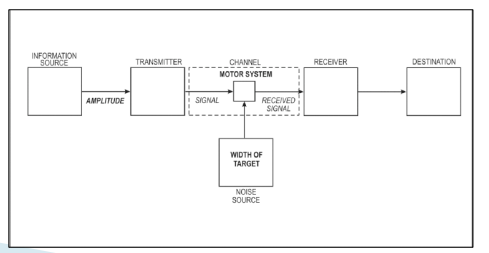 INFORMATION
SOURCE
TRANSMITTER
CHANNEL
RECEIVER
DESTINATION
MOTOR SYSTEM
AMPLITUDE
SIGNAL
RECEIVED
SIGNAL
WIDTH OF
TARGET
NOISE
SOURCE